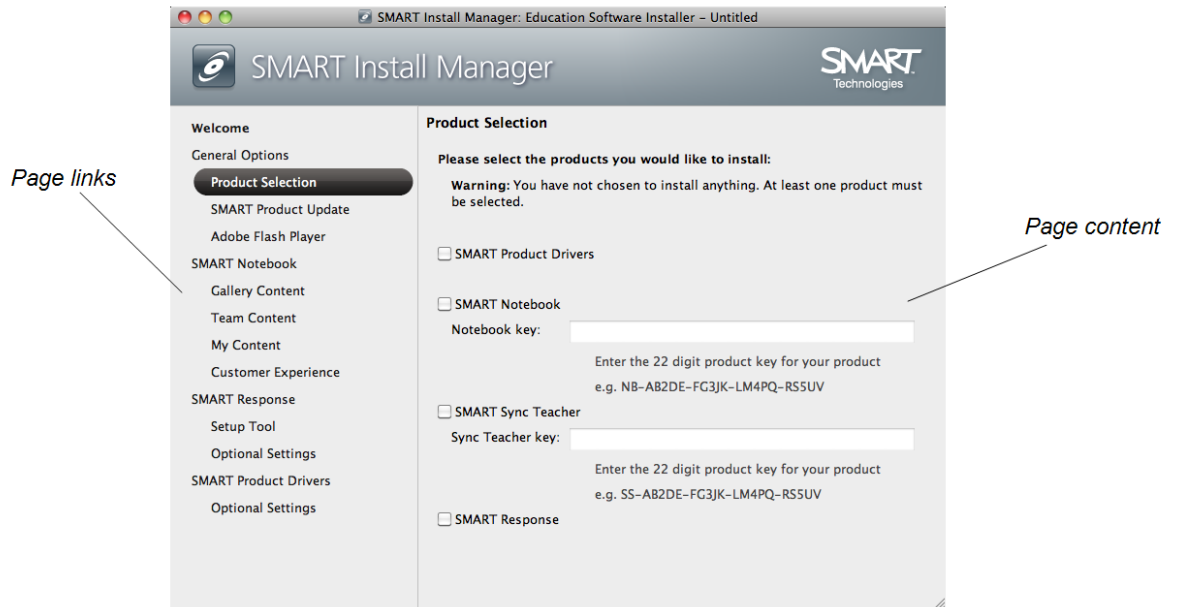 SMART Install Manager: Education Software Installer – Untitled
SMART Install Manager
SMART
Technologies
Page links
Welcome
General Options
Product Selection
SMART Product Update
Adobe Flash Player
SMART Notebook
Gallery Content
Team Content
My Content
Customer Experience
SMART Response
Setup Tool
Optional Settings
SMART Product Drivers
Optional Settings
Product Selection
Please select the products you would like to install:
Warning: You have not chosen to install anything. At least one product must
be selected.
SMART Product Drivers
SMART Notebook
Notebook key:
Enter the 22 digit product key for your product
e.g. NB-AB2DE-FG3JK-LM4PQ-RS5UV
SMART Sync Teacher
Sync Teacher key:
Enter the 22 digit product key for your product
e.g. SS-AB2DE-FG3JK-LM4PQ-RS5UV
SMART Response
Page content